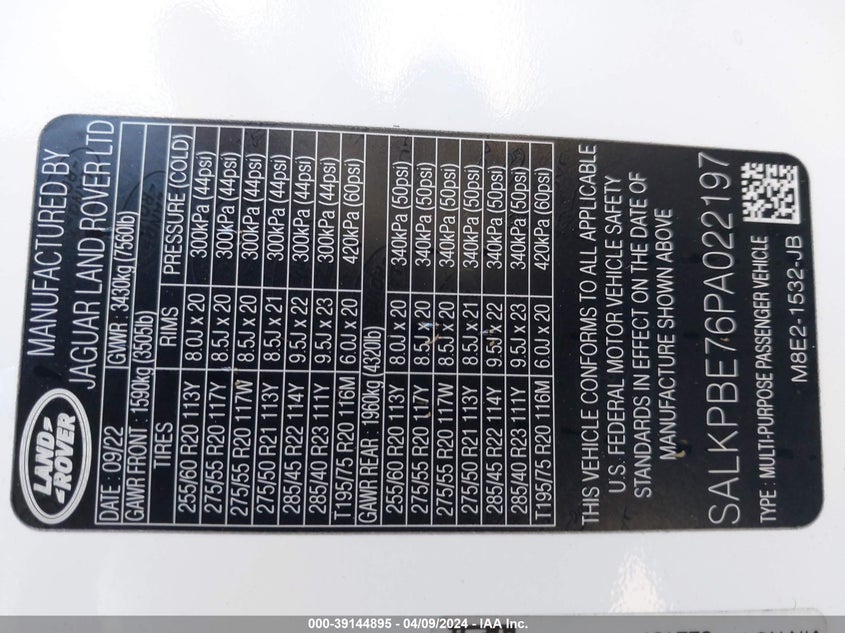 LAND
ROVER
MANUFACTURED BY
JAGUAR LAND ROVER LTD
DATE : 09/22 GVWR : 3430kg (7560lb)
GAWR FRONT : 1590kg (3505lb)
TIRES RIMS PRESSURE (COLD)
255/60 R20 113Y 8.0J x 20 300kPa (44psi)
275/55 R20 117Y 8.5J x 20 300kPa (44psi)
275/55 R20 117W 8.5J x 20 300kPa (44psi)
275/50 R21 113Y 8.5J x 21 300kPa (44psi)
285/45 R22 114Y 9.5J x 22 300kPa (44psi)
285/40 R23 111Y 9.5J x 23 300kPa (44psi)
T195/75 R20 116M 6.0J x 20 420kPa (60psi)
GAWR REAR : 1960kg (4320lb)
255/60 R20 113Y 8.0J x 20 340kPa (50psi)
275/55 R20 117Y 8.5J x 20 340kPa (50psi)
275/55 R20 117W 8.5J x 20 340kPa (50psi)
275/50 R21 113Y 8.5J x 21 340kPa (50psi)
285/45 R22 114Y 9.5J x 22 340kPa (50psi)
285/40 R23 111Y 9.5J x 23 340kPa (50psi)
T195/75 R20 116M 6.0J x 20 420kPa (60psi)
THIS VEHICLE CONFORMS TO ALL APPLICABLE
U.S. FEDERAL MOTOR VEHICLE SAFETY
STANDARDS IN EFFECT ON THE DATE OF
MANUFACTURE SHOWN ABOVE
SALKPBE76PA022197
TYPE : MULTI-PURPOSE PASSENGER VEHICLE
M8E2-1532-JB
000-39144895 - 04/09/2024 - IAA Inc.